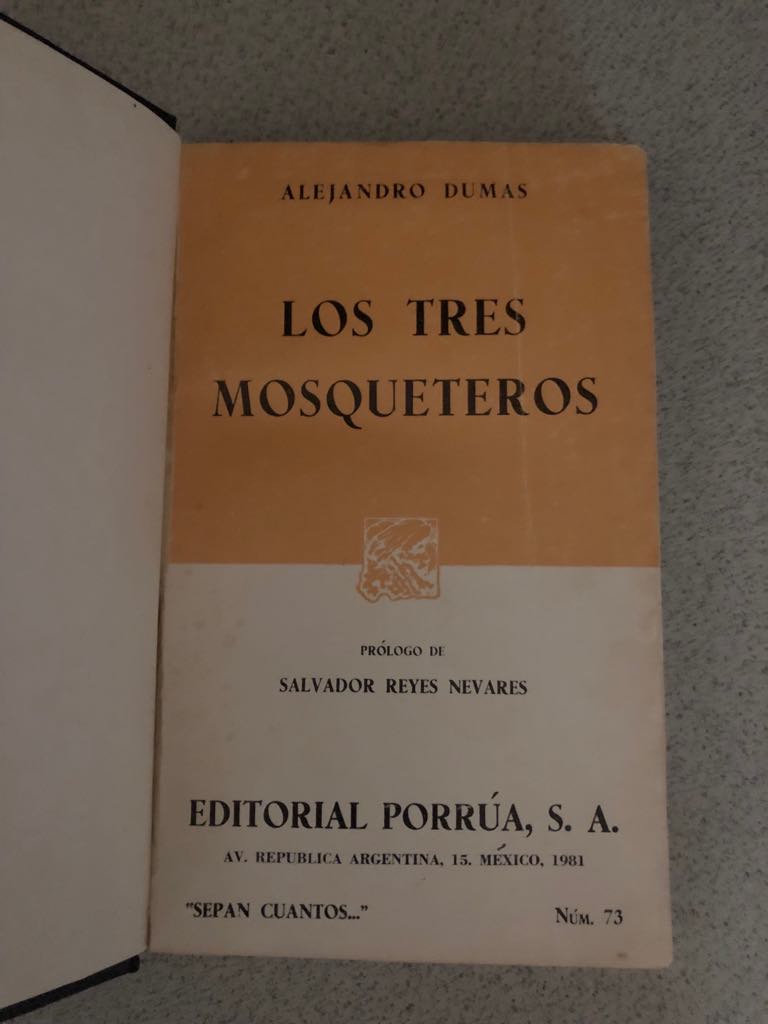 ALEJANDRO DUMAS
LOS TRES
MOSQUETEROS
PRÓLOGO DE
SALVADOR REYES NEVARES
EDITORIAL PORRÚA, S. A.
AV. REPUBLICA ARGENTINA, 15. MÉXICO, 1981
"SEPAN CUANTOS..."
NÚM. 73